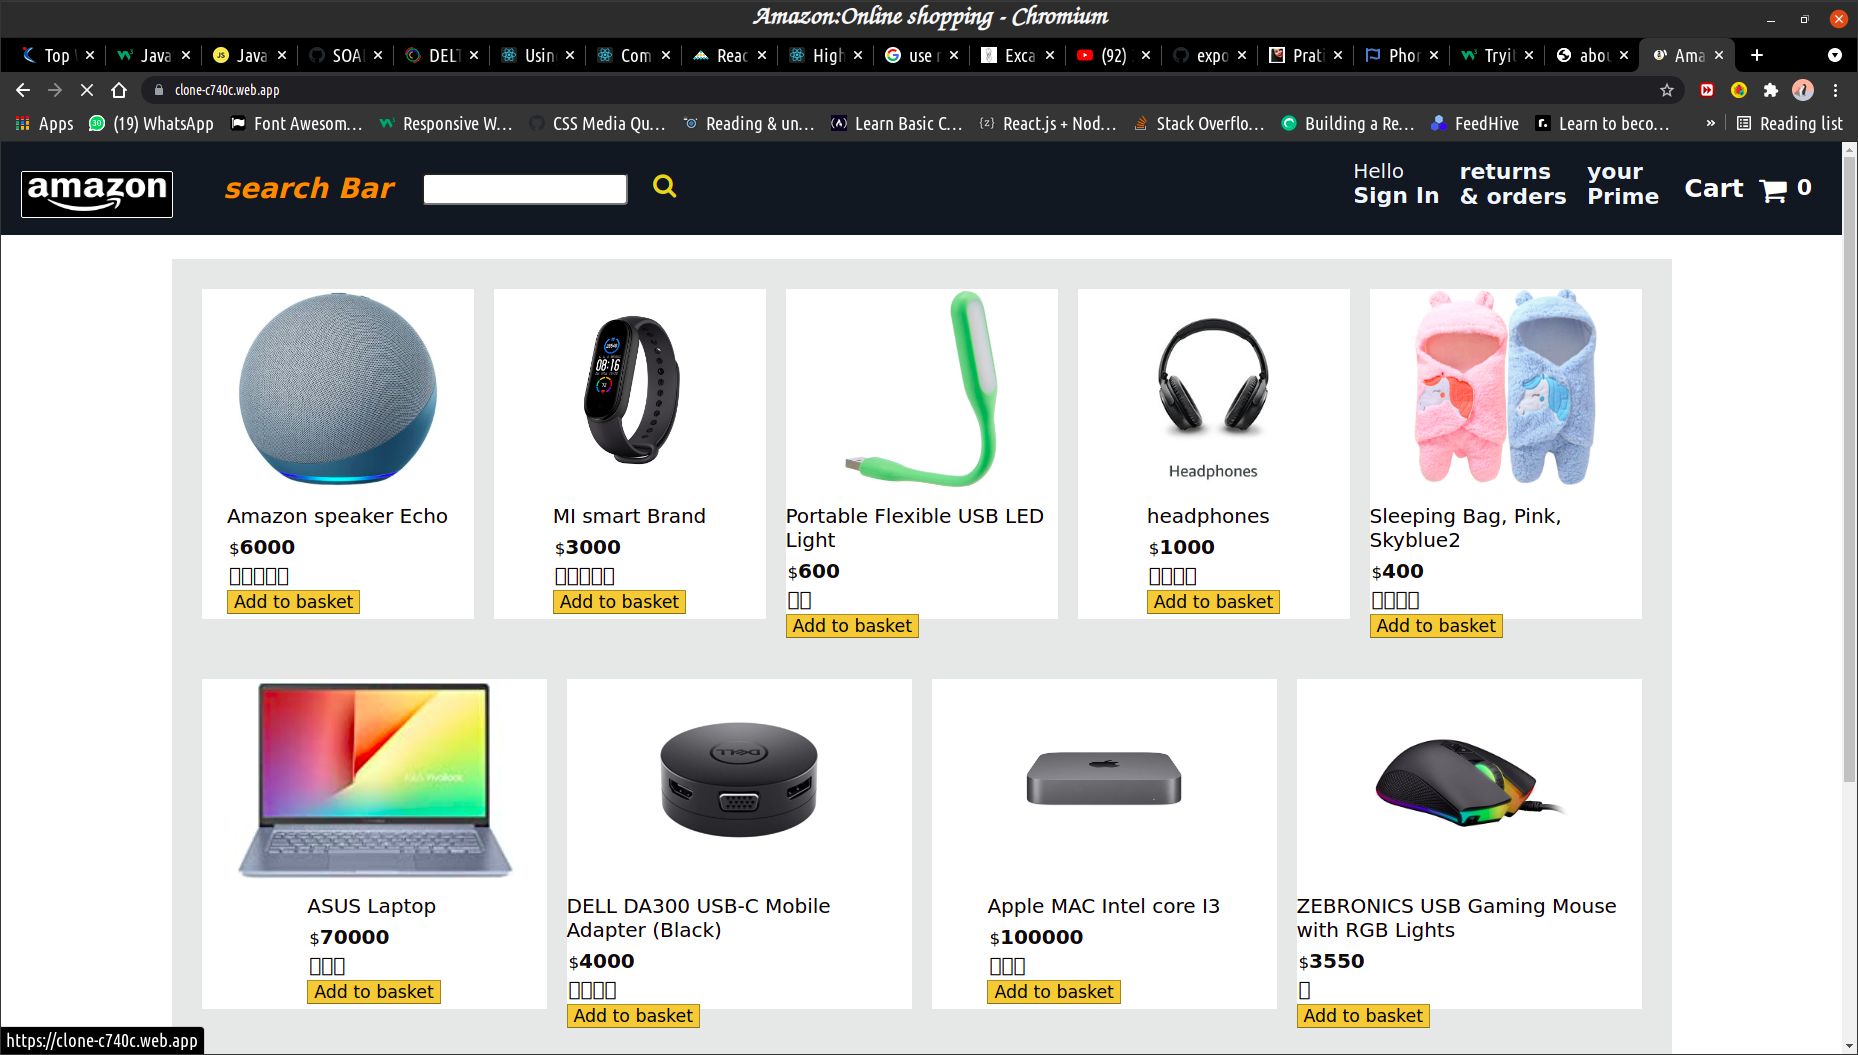 Amazon:Online shopping - Chromium
Top
Java
Java
SOAI
DELT
Usin
Com
Reac
High
use r
Exca
(92)
expo
Prati
Phor
Tryit
abou
Ama
clone-c740c.web.app
Apps
(19) WhatsApp
Font Awesom...
Responsive W...
CSS Media Qu...
Reading & un...
Learn Basic C...
React.js + Nod...
Stack Overflo...
Building a Re...
FeedHive
Learn to beco...
»
Reading list
amazon
search Bar
Hello
Sign In
returns
& orders
your
Prime
Cart 0
08:16
Headphones
Amazon speaker Echo
$6000
Add to basket
MI smart Brand
$3000
Add to basket
Portable Flexible USB LED
Light
$600
Add to basket
headphones
$1000
Add to basket
Sleeping Bag, Pink,
Skyblue2
$400
Add to basket
DELL
ASUS Laptop
$70000
Add to basket
DELL DA300 USB-C Mobile
Adapter (Black)
$4000
Add to basket
Apple MAC Intel core I3
$100000
Add to basket
ZEBRONICS USB Gaming Mouse
with RGB Lights
$3550
Add to basket
https://clone-c740c.web.app